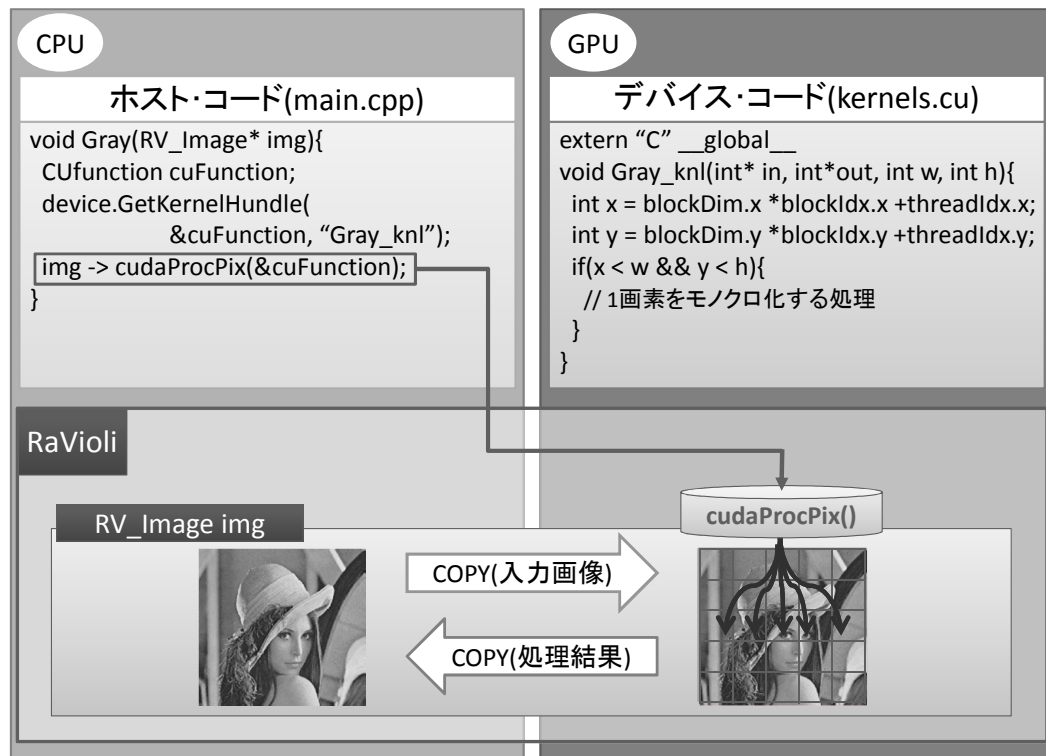 CPU
ホスト・コード(main.cpp)
void Gray(RV_Image* img){
CUfunction cuFunction;
device.GetKernelHundle(
&cuFunction, “Gray_knl”);
img -> cudaProcPix(&cuFunction);
}
GPU
デバイス・コード(kernels.cu)
extern “C” __global__
void Gray_knl(int* in, int*out, int w, int h){
int x = blockDim.x *blockIdx.x +threadIdx.x;
int y = blockDim.y *blockIdx.y +threadIdx.y;
if(x < w && y < h){
// 1画素をモノクロ化する処理
}
}
RaVioli
RV_Image img
cudaProcPix()
COPY(入力画像)
COPY(処理結果)